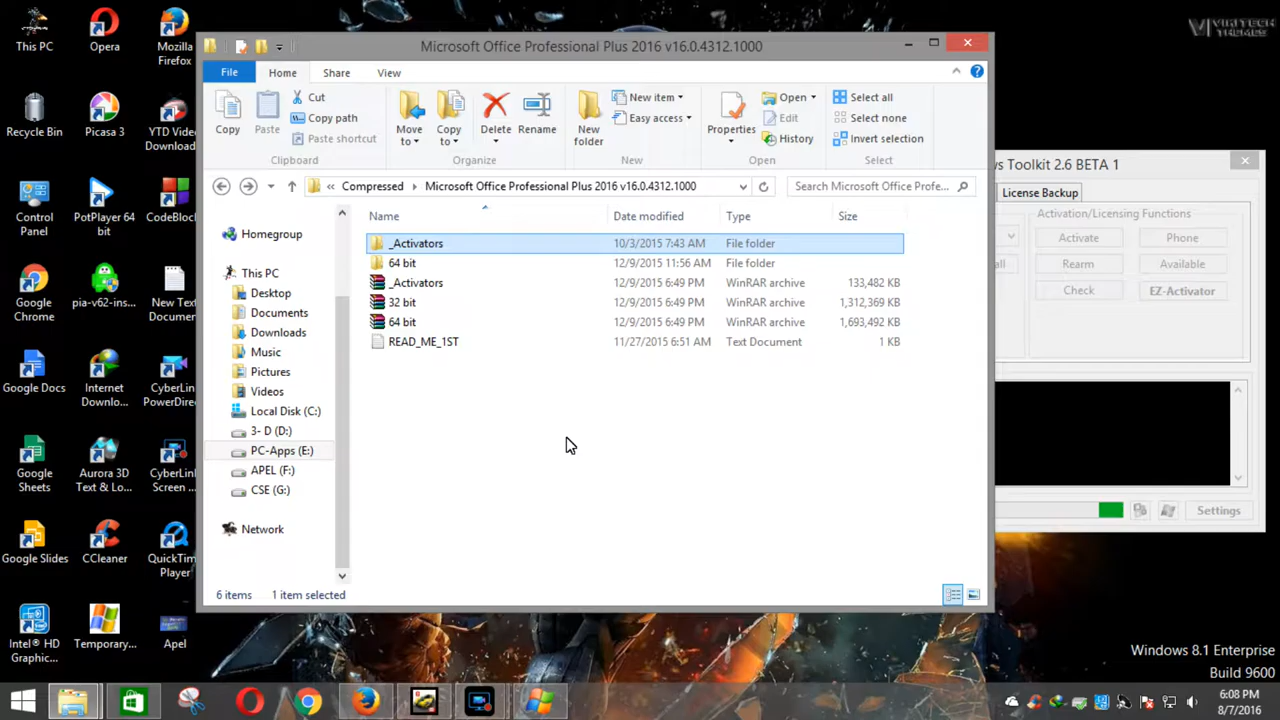 This PC
Opera
Mozilla
Firefox
Recycle Bin
Picasa 3
YTD Video
Download...
Control
Panel
PotPlayer 64
bit
CodeBlock
Google
Chrome
pia-v62-ins...
New Text
Documen
Google Docs
Internet
Downlo...
CyberLink
PowerDirec
Google
Sheets
Aurora 3D
Text & Lo...
CyberLink
Screen ...
Google Slides
CCleaner
QuickTim
Player
Intel® HD
Graphic...
Temporary...
Apel
VIKITECH
THEMES
Microsoft Office Professional Plus 2016 v16.0.4312.1000
File
Home
Share
View
Copy
Paste
Cut
Copy path
Paste shortcut
Clipboard
Move
to
Copy
to
Delete
Rename
Organize
New
folder
New item
Easy access
New
Properties
Open
Edit
History
Open
Select all
Select none
Invert selection
Select
« Compressed
Microsoft Office Professional Plus 2016 v16.0.4312.1000
Search Microsoft Office Profe...
Name
Date modified
Type
Size
_Activators 10/3/2015 7:43 AM File folder
64 bit 12/9/2015 11:56 AM File folder
_Activators 12/9/2015 6:49 PM WinRAR archive 133,482 KB
32 bit 12/9/2015 6:49 PM WinRAR archive 1,312,369 KB
64 bit 12/9/2015 6:49 PM WinRAR archive 1,693,492 KB
READ_ME_1ST 11/27/2015 6:51 AM Text Document 1 KB
Homegroup
This PC
Desktop
Documents
Downloads
Music
Pictures
Videos
Local Disk (C:)
3- D (D:)
PC-Apps (E:)
APEL (F:)
CSE (G:)
Network
6 items
1 item selected
s Toolkit 2.6 BETA 1
License Backup
Activation/Licensing Functions
Activate
Phone
all
Rearm
Available
Check
EZ-Activator
Settings
Windows 8.1 Enterprise
Build 9600
6:08 PM
8/7/2016